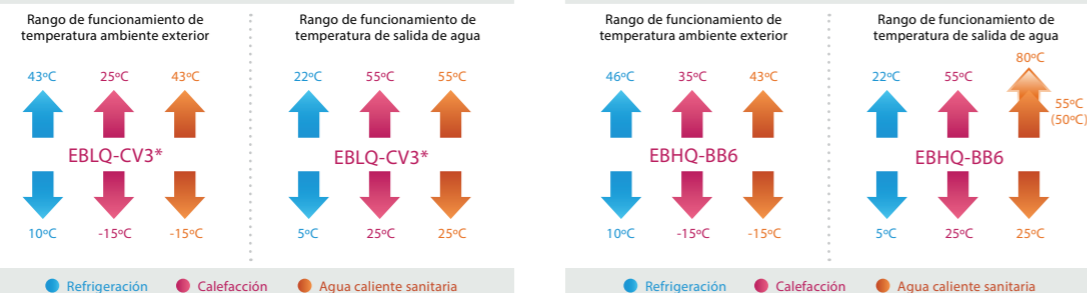 Rango de funcionamiento de
temperatura ambiente exterior
43ºC 25ºC 43ºC
EBLQ-CV3*
10ºC -15ºC -15ºC
Rango de funcionamiento de
temperatura de salida de agua
22ºC 55ºC 55ºC
EBLQ-CV3*
5ºC 25ºC 25ºC
Refrigeración Calefacción Agua caliente sanitaria
Rango de funcionamiento de
temperatura ambiente exterior
46ºC 35ºC 43ºC
EBHQ-BB6
10ºC -15ºC -15ºC
Rango de funcionamiento de
temperatura de salida de agua
80ºC
22ºC 55ºC
55ºC
(50ºC)
EBHQ-BB6
5ºC 25ºC 25ºC
Refrigeración Calefacción Agua caliente sanitaria